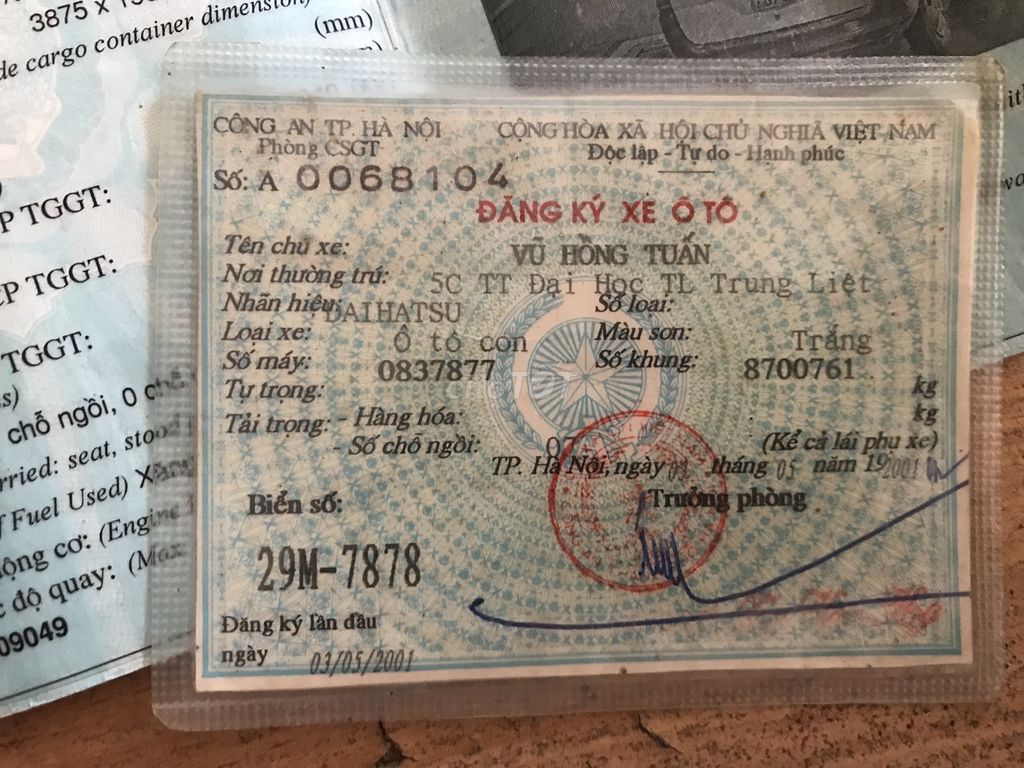 3875 x
de cargo container dimension)
(mm)
P TGGT:
CP TGGT:
TGGT:
chỗ ngồi, 0 chỗ
rried: seat, stood
f Fuel Used)
ộng cơ: (Engine
c độ quay: (Max
09049
CÔNG AN TP. HÀ NỘI
Phòng CSGT
CỘNG HÒA XÃ HỘI CHỦ NGHĨA VIỆT NAM
Độc lập - Tự do - Hạnh phúc
Số: A 0068104
ĐĂNG KÝ XE Ô TÔ
Tên chủ xe: VŨ HỒNG TUẤN
Nơi thường trú: 5C TT Đại Học TL Trung Liệt
Nhãn hiệu: DAIHATSU Số loại:
Loại xe: Ô tô con Màu sơn: Trắng
Số máy: 0837877 Số khung: 8700761
Tự trọng: kg
Tải trọng: - Hàng hóa: kg
- Số chỗ ngồi: 07 (Kể cả lái phụ xe)
TP. Hà Nội, ngày 03 tháng 05 năm 192001
Trưởng phòng
Biển số:
29M-7878
Đăng ký lần đầu
ngày 03/05/2001